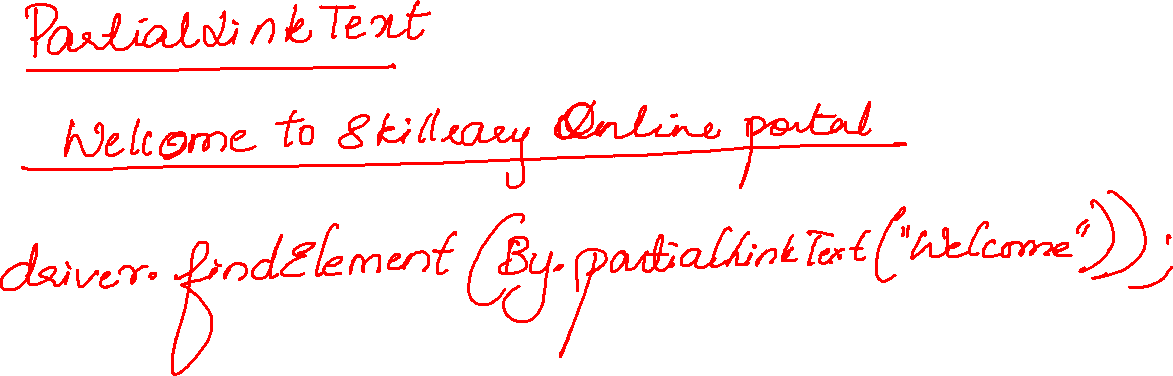 PartialLinkText
Welcome to Skillrary Online portal
driver.findElement(By.partialLinkText("Welcome"));